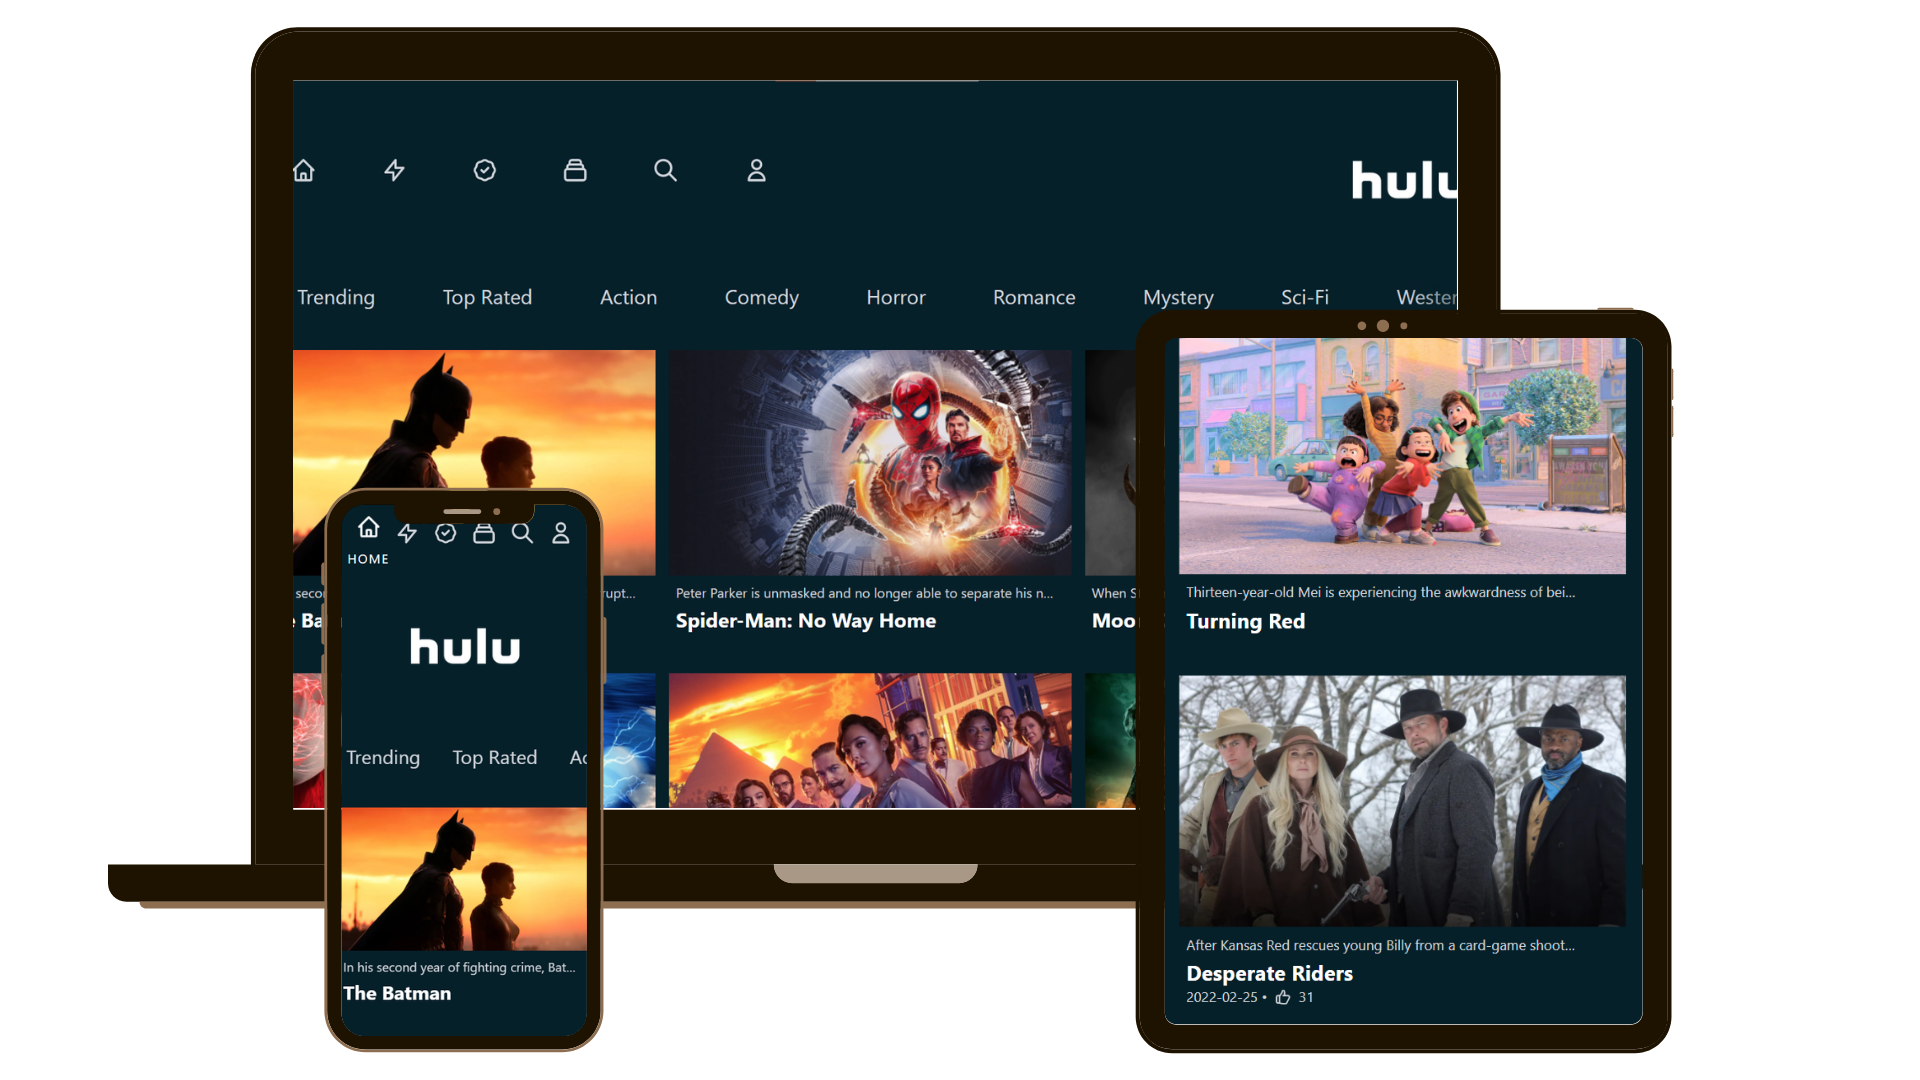 hulu
Trending Top Rated Action Comedy Horror Romance Mystery Sci-Fi Wester
Peter Parker is unmasked and no longer able to separate his n...
Spider-Man: No Way Home
When S
Moo
seco
rupt...
e Ba
HOME
hulu
Trending Top Rated Ac
In his second year of fighting crime, Bat...
The Batman
Thirteen-year-old Mei is experiencing the awkwardness of bei...
Turning Red
After Kansas Red rescues young Billy from a card-game shoot...
Desperate Riders
2022-02-25 • 31